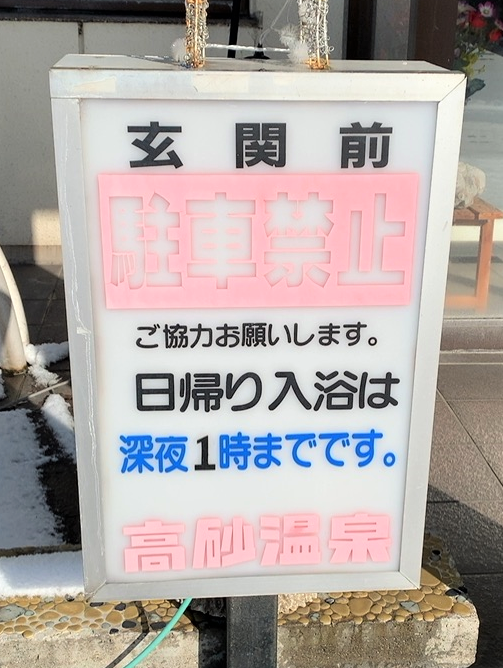 玄関前
駐車禁止
ご協力お願いします。
日帰り入浴は
深夜1時までです。
高砂温泉